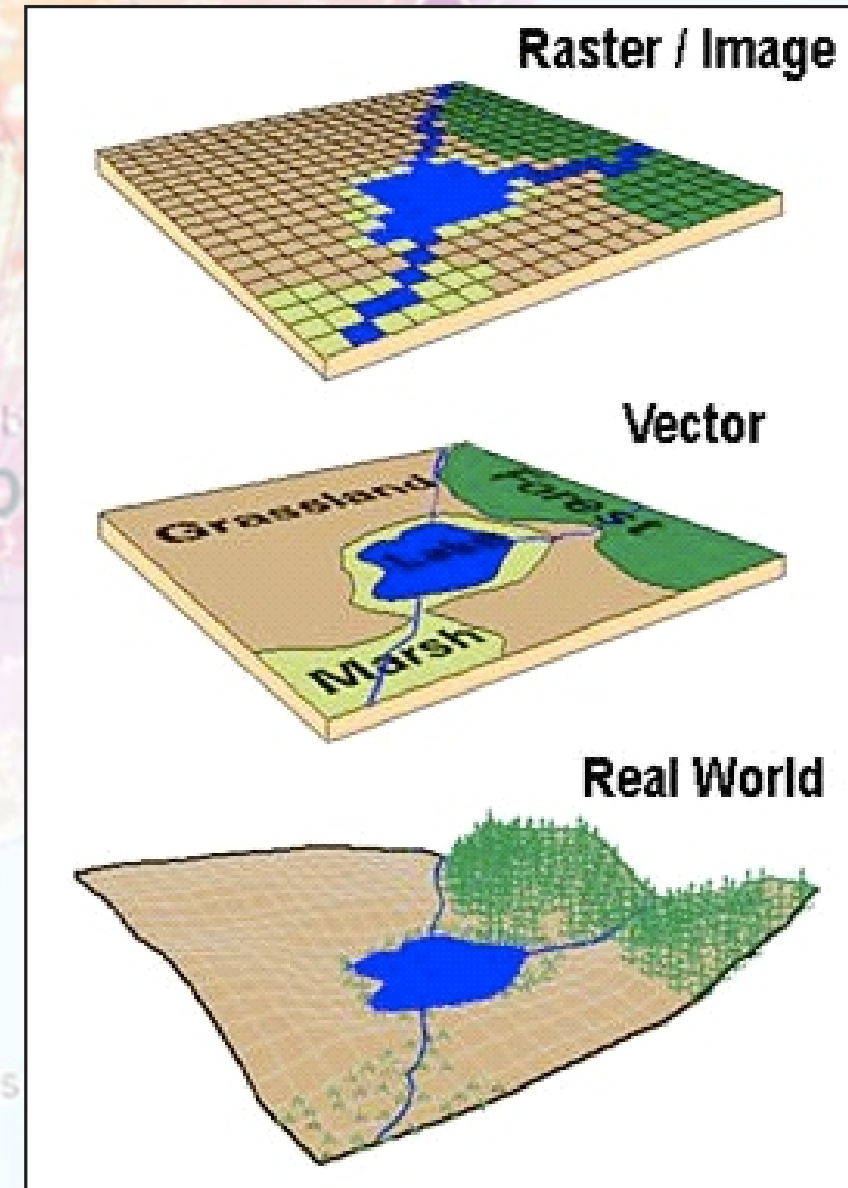 Raster / Image
Vector
Grassland
Forest
Lake
Marsh
Real World
b
s